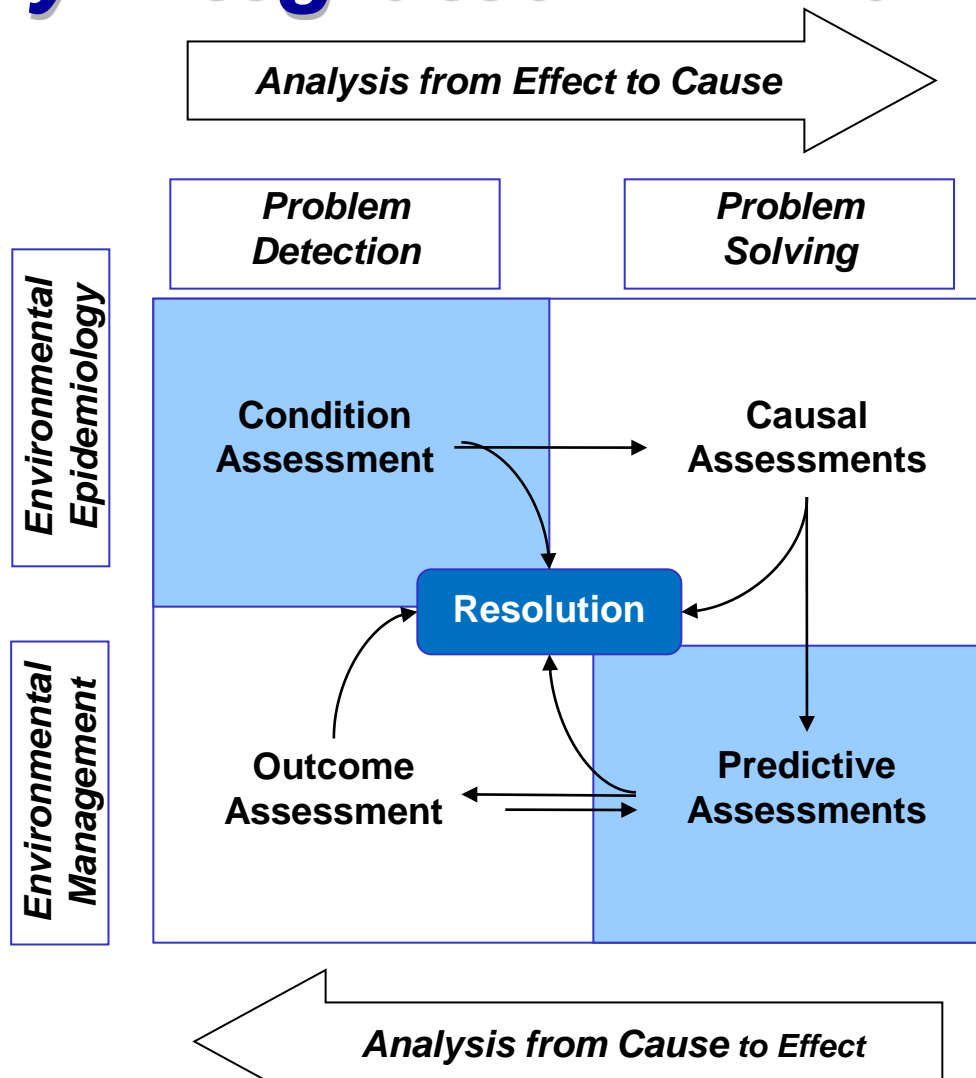 Analysis from Effect to Cause
Problem
Detection
Problem
Solving
Environmental
Epidemiology
Condition
Assessment
Causal
Assessments
Resolution
Environmental
Management
Outcome
Assessment
Predictive
Assessments
Analysis from Cause to Effect